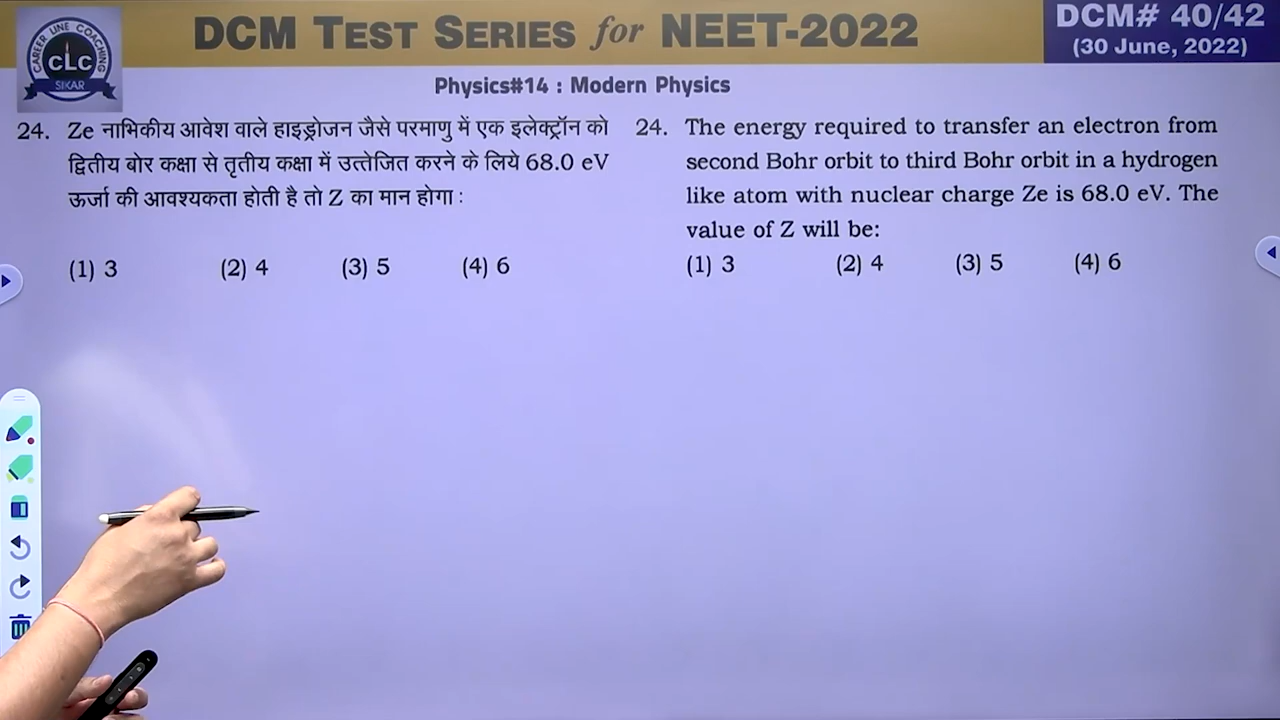 CAREER LINE COACHING
CLC
SIKAR
DCM TEST SERIES for NEET-2022
DCM# 40/42
(30 June, 2022)
Physics#14 : Modern Physics
24. Ze नाभिकीय आवेश वाले हाइड्रोजन जैसे परमाणु में एक इलेक्ट्रॉन को
द्वितीय बोर कक्षा से तृतीय कक्षा में उत्तेजित करने के लिये 68.0 eV
ऊर्जा की आवश्यकता होती है तो Z का मान होगा :
(1) 3 (2) 4 (3) 5 (4) 6
24. The energy required to transfer an electron from
second Bohr orbit to third Bohr orbit in a hydrogen
like atom with nuclear charge Ze is 68.0 eV. The
value of Z will be:
(1) 3 (2) 4 (3) 5 (4) 6